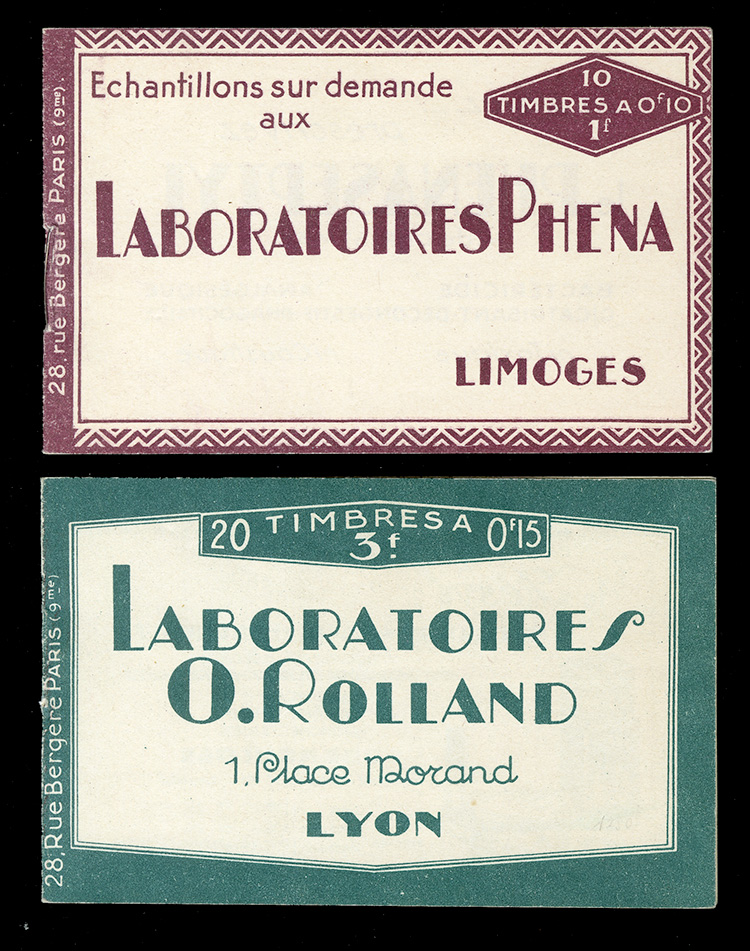 Echantillons sur demande
aux
10
TIMBRES A 0f10
1f
LABORATOIRES PHENA
LIMOGES
28, rue Bergère PARIS (9me).
20 TIMBRES A 0f15
3f.
LABORATOIRES
O. ROLLAND
1, Place Morand
LYON
28, Rue Bergère PARIS (9me)